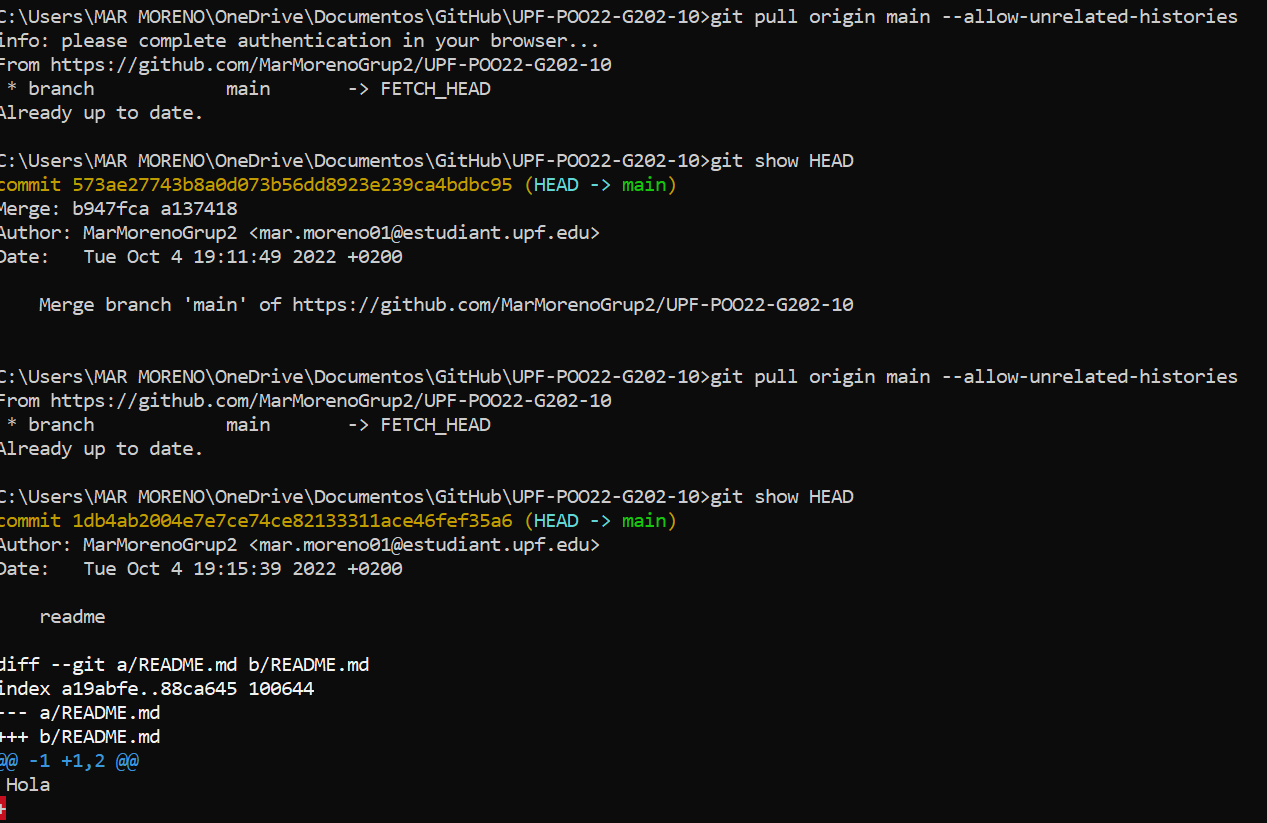 C:\Users\MAR MORENO\OneDrive\Documentos\GitHub\UPF-POO22-G202-10>git pull origin main --allow-unrelated-histories
info: please complete authentication in your browser...
From https://github.com/MarMorenoGrup2/UPF-POO22-G202-10
 * branch            main       -> FETCH_HEAD
Already up to date.
C:\Users\MAR MORENO\OneDrive\Documentos\GitHub\UPF-POO22-G202-10>git show HEAD
commit 573ae27743b8a0d073b56dd8923e239ca4bdbc95 (HEAD -> main)
Merge: b947fca a137418
Author: MarMorenoGrup2 <mar.moreno01@estudiant.upf.edu>
Date:   Tue Oct 4 19:11:49 2022 +0200
    Merge branch 'main' of https://github.com/MarMorenoGrup2/UPF-POO22-G202-10
C:\Users\MAR MORENO\OneDrive\Documentos\GitHub\UPF-POO22-G202-10>git pull origin main --allow-unrelated-histories
From https://github.com/MarMorenoGrup2/UPF-POO22-G202-10
 * branch            main       -> FETCH_HEAD
Already up to date.
C:\Users\MAR MORENO\OneDrive\Documentos\GitHub\UPF-POO22-G202-10>git show HEAD
commit 1db4ab2004e7e7ce74ce82133311ace46fef35a6 (HEAD -> main)
Author: MarMorenoGrup2 <mar.moreno01@estudiant.upf.edu>
Date:   Tue Oct 4 19:15:39 2022 +0200
    readme
diff --git a/README.md b/README.md
index a19abfe..88ca645 100644
--- a/README.md
+++ b/README.md
@@ -1 +1,2 @@
 Hola
+